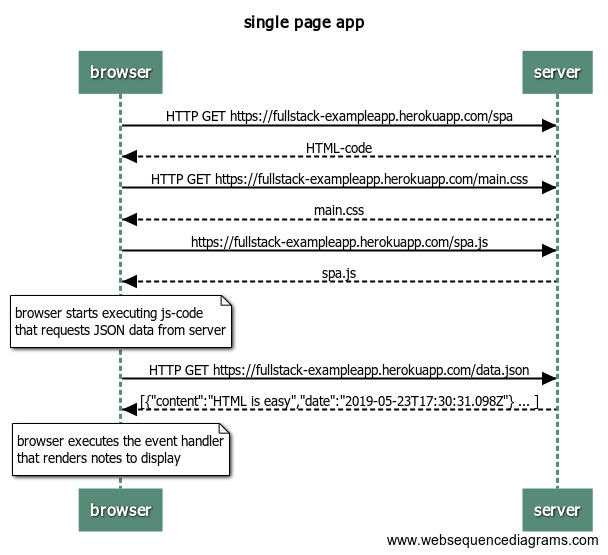 single page app
browser
server
HTTP GET https://fullstack-exampleapp.herokuapp.com/spa
HTML-code
HTTP GET https://fullstack-exampleapp.herokuapp.com/main.css
main.css
https://fullstack-exampleapp.herokuapp.com/spa.js
spa.js
browser starts executing js-code
that requests JSON data from server
HTTP GET https://fullstack-exampleapp.herokuapp.com/data.json
[{"content":"HTML is easy","date":"2019-05-23T17:30:31.098Z"} ... ]
browser executes the event handler
that renders notes to display
browser
server
www.websequencediagrams.com